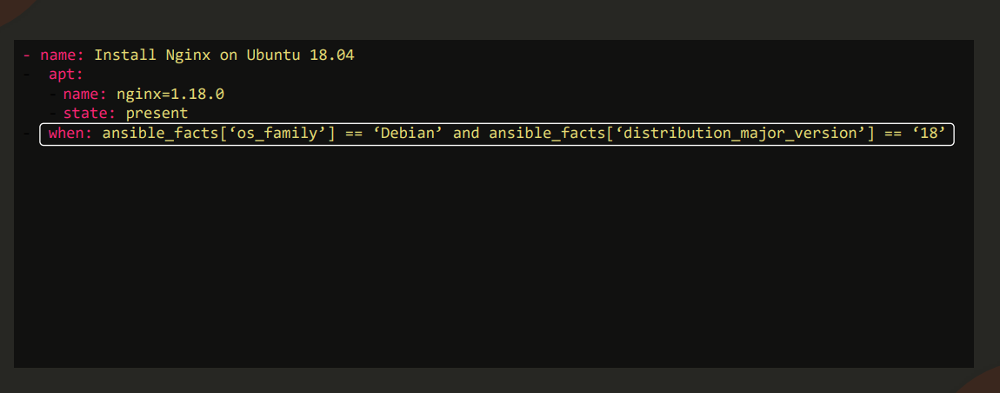 - name: Install Nginx on Ubuntu 18.04
-  apt:
   - name: nginx=1.18.0
   - state: present
-  when: ansible_facts[‘os_family’] == ‘Debian’ and ansible_facts[‘distribution_major_version’] == ‘18’